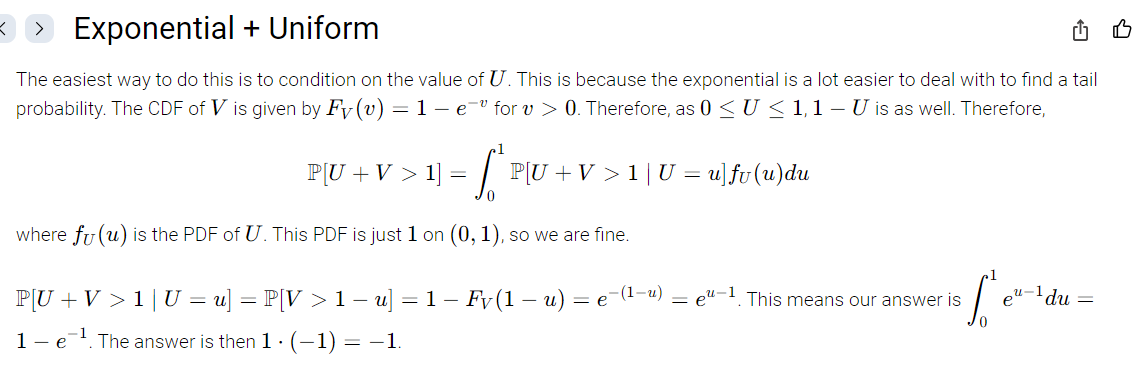 Exponential + Uniform
The easiest way to do this is to condition on the value of U. This is because the exponential is a lot easier to deal with to find a tail
probability. The CDF of V is given by F_V(v) = 1 − e^{−v} for v > 0. Therefore, as 0 ≤ U ≤ 1, 1 − U is as well. Therefore,
ℙ[U + V > 1] = ∫_0^1 ℙ[U + V > 1 | U = u] f_U(u)du
where f_U(u) is the PDF of U. This PDF is just 1 on (0, 1), so we are fine.
ℙ[U + V > 1 | U = u] = ℙ[V > 1 − u] = 1 − F_V(1 − u) = e^{−(1−u)} = e^{u−1}. This means our answer is ∫_0^1 e^{u−1}du =
1 − e^{−1}. The answer is then 1 · (−1) = −1.